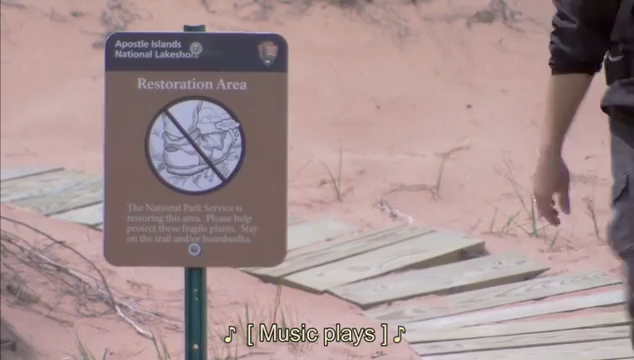 Apostle Islands
National Lakeshore
Restoration Area
The National Park Service is
restoring this area. Please help
protect these fragile plants. Stay
on the trail and/or boardwalks.
♪ [ Music plays ] ♪